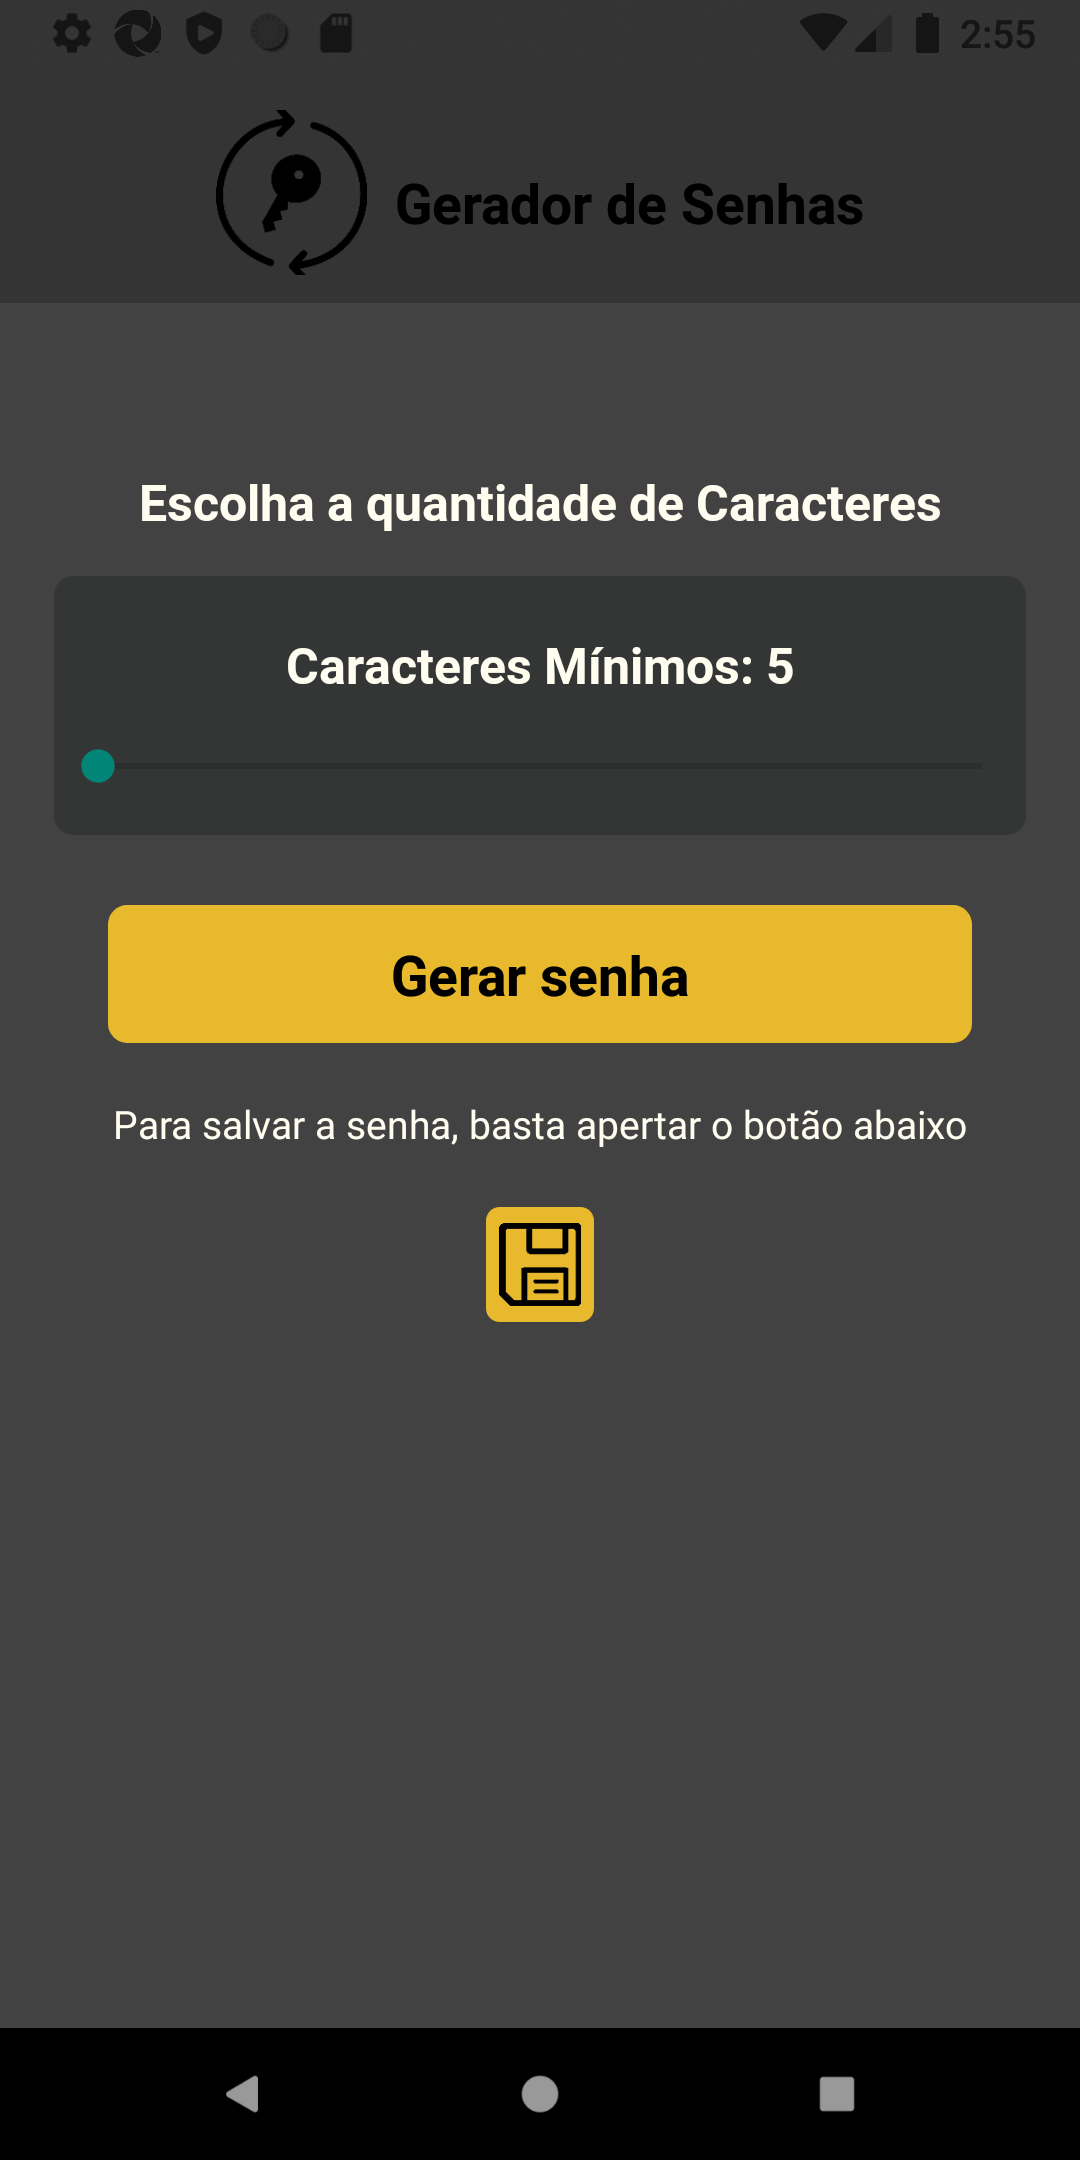 2:55
Gerador de Senhas
Escolha a quantidade de Caracteres
Caracteres Mínimos: 5
Gerar senha
Para salvar a senha, basta apertar o botão abaixo